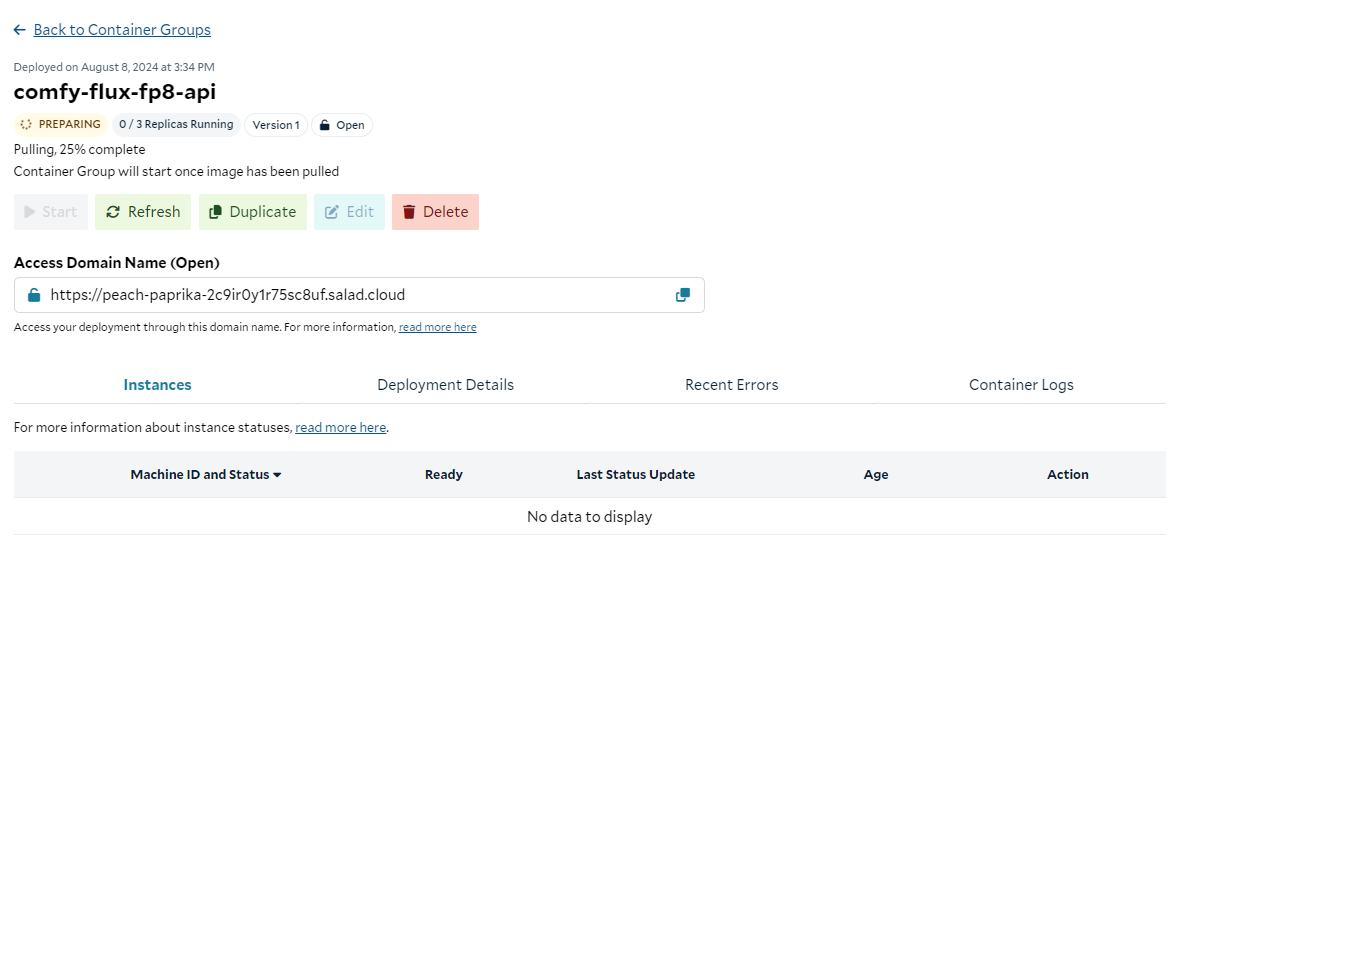 Back to Container Groups
Deployed on August 8, 2024 at 3:34 PM
comfy-flux-fp8-api
PREPARING 0 / 3 Replicas Running Version 1 Open
Pulling, 25% complete
Container Group will start once image has been pulled
Start Refresh Duplicate Edit Delete
Access Domain Name (Open)
https://peach-paprika-2c9ir0y1r75sc8uf.salad.cloud
Access your deployment through this domain name. For more information, read more here
Instances Deployment Details Recent Errors Container Logs
For more information about instance statuses, read more here.
Machine ID and Status Ready Last Status Update Age Action
No data to display